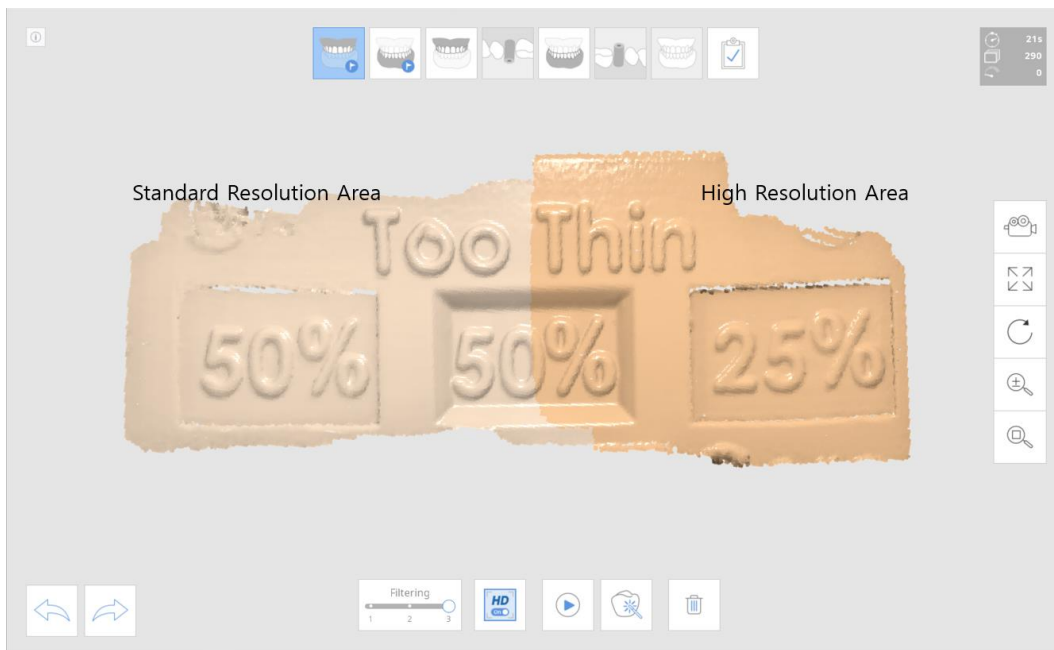 21s
290
0
Standard Resolution Area
High Resolution Area
Too Thin
50%
50%
25%
Filtering
1 2 3
HD
ON